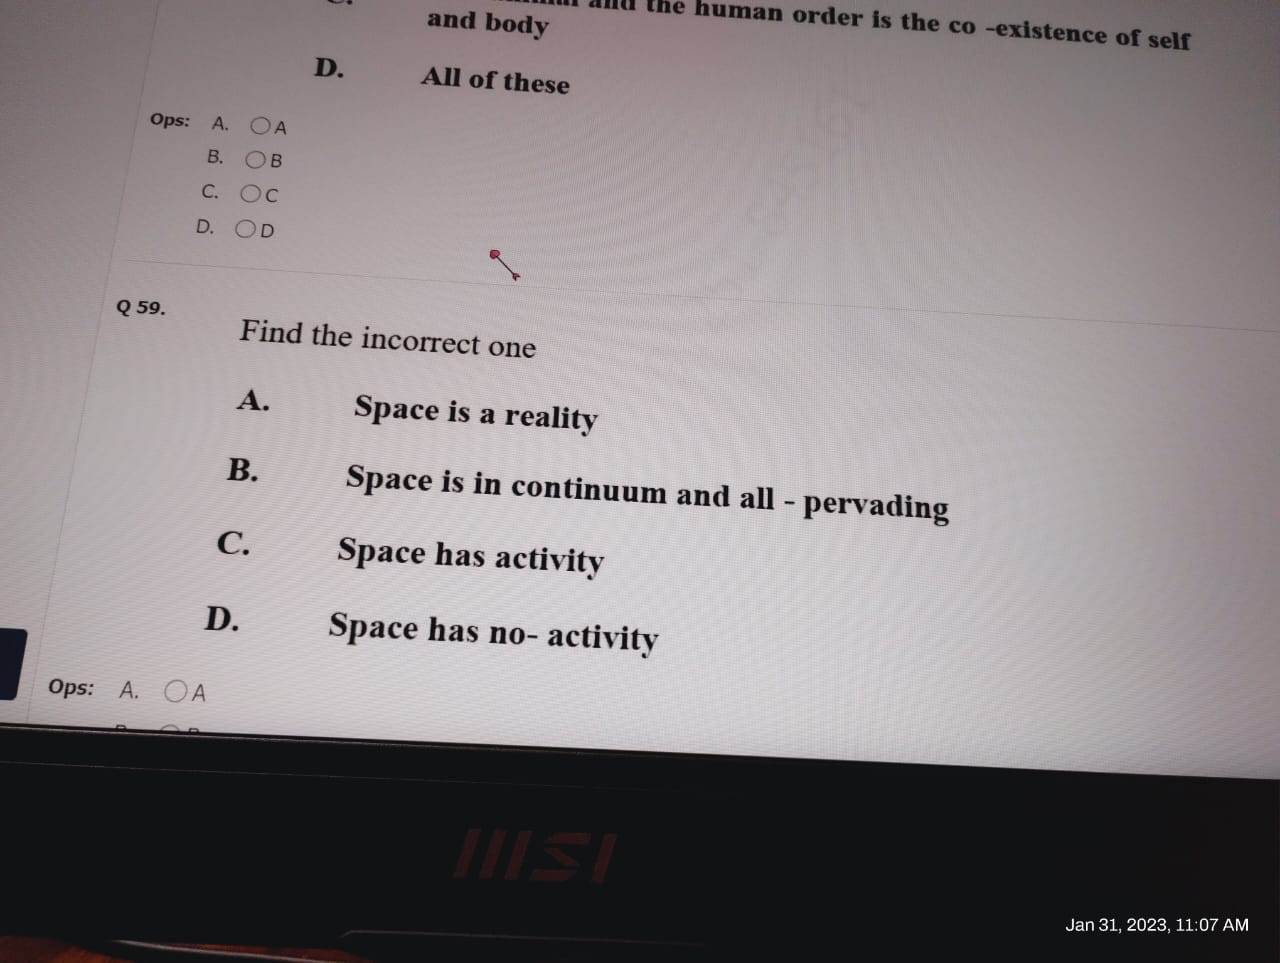 the human order is the co -existence of self
and body
D. All of these
Ops: A. A
B. B
C. C
D. D
Q 59.
Find the incorrect one
A. Space is a reality
B. Space is in continuum and all - pervading
C. Space has activity
D. Space has no- activity
Ops: A. A
msi
Jan 31, 2023, 11:07 AM